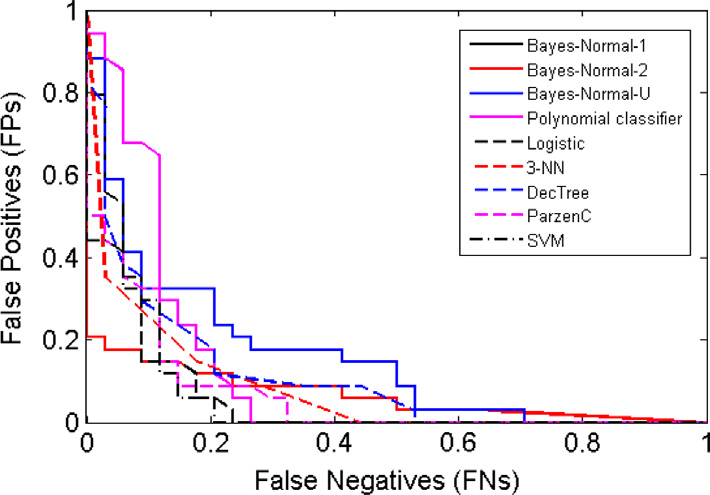 1
0.8
0.6
0.4
0.2
0
0 0.2 0.4 0.6 0.8 1
False Positives (FPs)
False Negatives (FNs)
Bayes-Normal-1
Bayes-Normal-2
Bayes-Normal-U
Polynomial classifier
Logistic
3-NN
DecTree
ParzenC
SVM